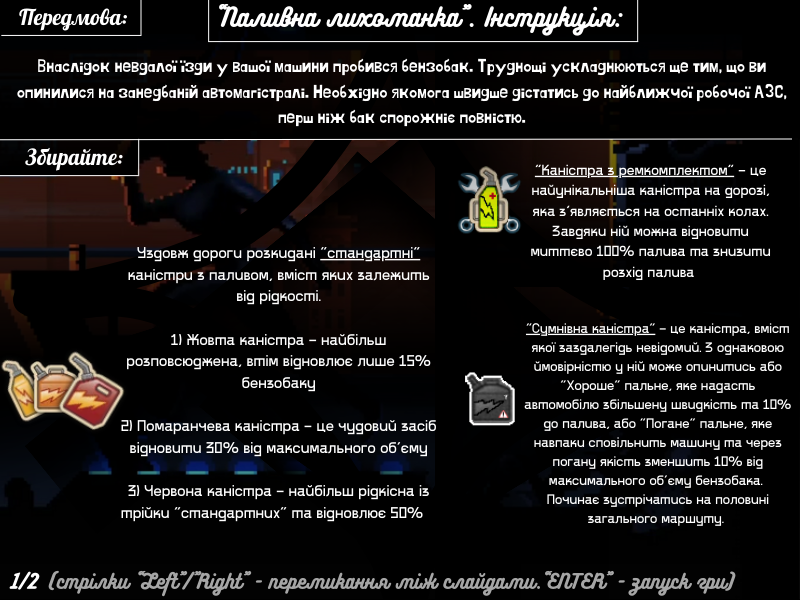 Передмова:
"Паливна лихоманка". Інструкція:
Внаслідок невдалої їзди у вашої машини пробився бензобак. Труднощі ускладнюються ще тим, що ви
опинилися на занедбаній автомагістралі. Необхідно якомога швидше дістатись до найближчої робочої АЗС,
перш ніж бак спорожніє повністю.
Збирайте:
Уздовж дороги розкидані "стандартні"
каністри з паливом, вміст яких залежить
від рідкості.
1) Жовта каністра – найбільш
розповсюджена, втім відновлює лише 15%
бензобаку
2) Помаранчева каністра – це чудовий засіб
відновити 30% від максимального об'єму
3) Червона каністра – найбільш рідкісна із
трійки "стандартних" та відновлює 50%
"Каністра з ремкомплектом" – це
найунікальніша каністра на дорозі,
яка з'являється на останніх колах.
Завдяки ній можна відновити
миттєво 100% палива та знизити
розхід палива
"Сумнівна каністра" – це каністра, вміст
якої заздалегідь невідомий. З однаковою
ймовірністю у ній може опинитись або
"Хороше" пальне, яке надасть
автомобілю збільшену швидкість та 10%
до палива, або "Погане" пальне, яке
навпаки сповільнить машину та через
погану якість зменшить 10% від
максимального об'єму бензобака.
Починає зустрічатись на половині
загального маршуту.
1/2 (стрілки "Left"/"Right" - перемикання між слайдами. "ENTER" - запуск гри)